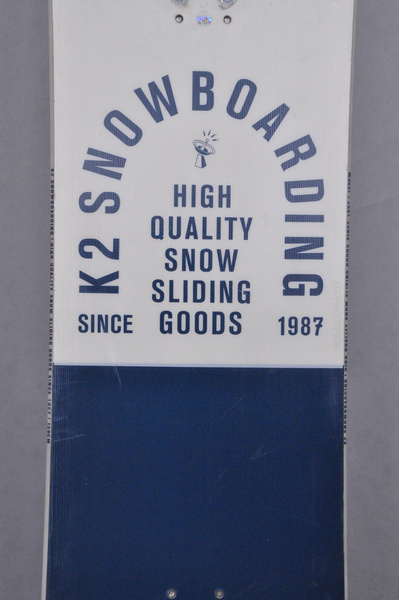 K2 SNOWBOARDING
HIGH
QUALITY
SNOW
SLIDING
GOODS
SINCE
1987